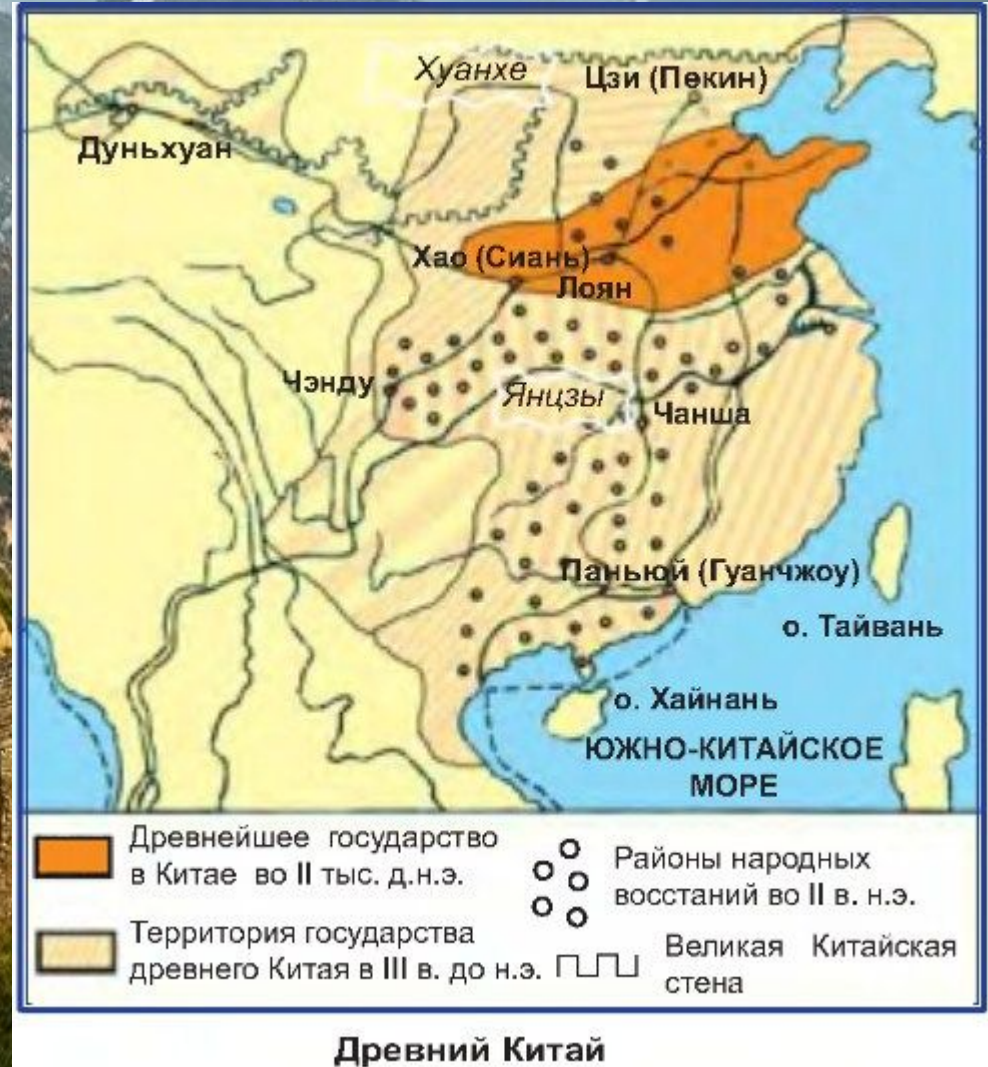 Хуанхе
Цзи (Пекин)
Дуньхуан
Хао (Сиань)
Лоян
Чэнду
Янцзы
Чанша
Паньюй (Гуанчжоу)
о. Тайвань
о. Хайнань
ЮЖНО-КИТАЙСКОЕ
МОРЕ
Древнейшее государство
в Китае во II тыс. д.н.э.
Территория государства
древнего Китая в III в. до н.э.
Районы народных
восстаний во II в. н.э.
Великая Китайская
стена
Древний Китай